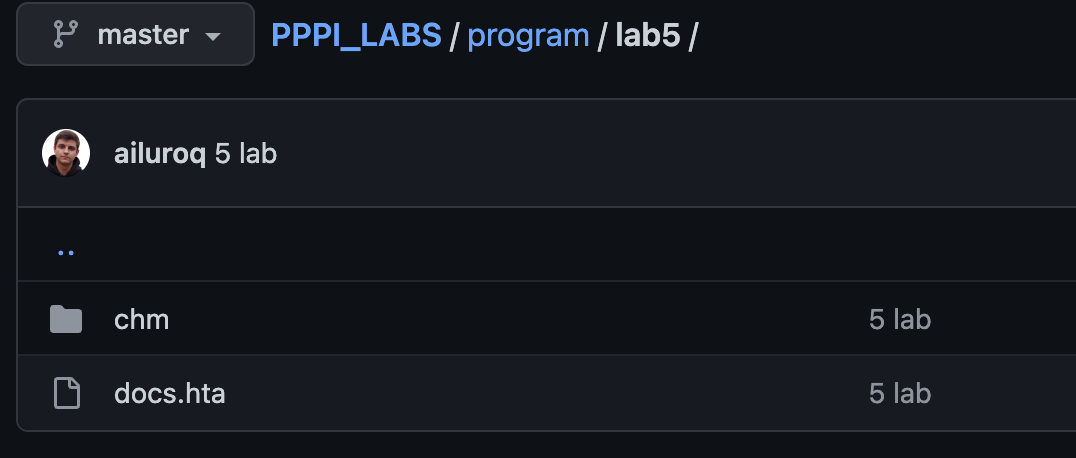 master PPPI_LABS / program / lab5 /
ailuroq 5 lab
..
chm 5 lab
docs.hta 5 lab